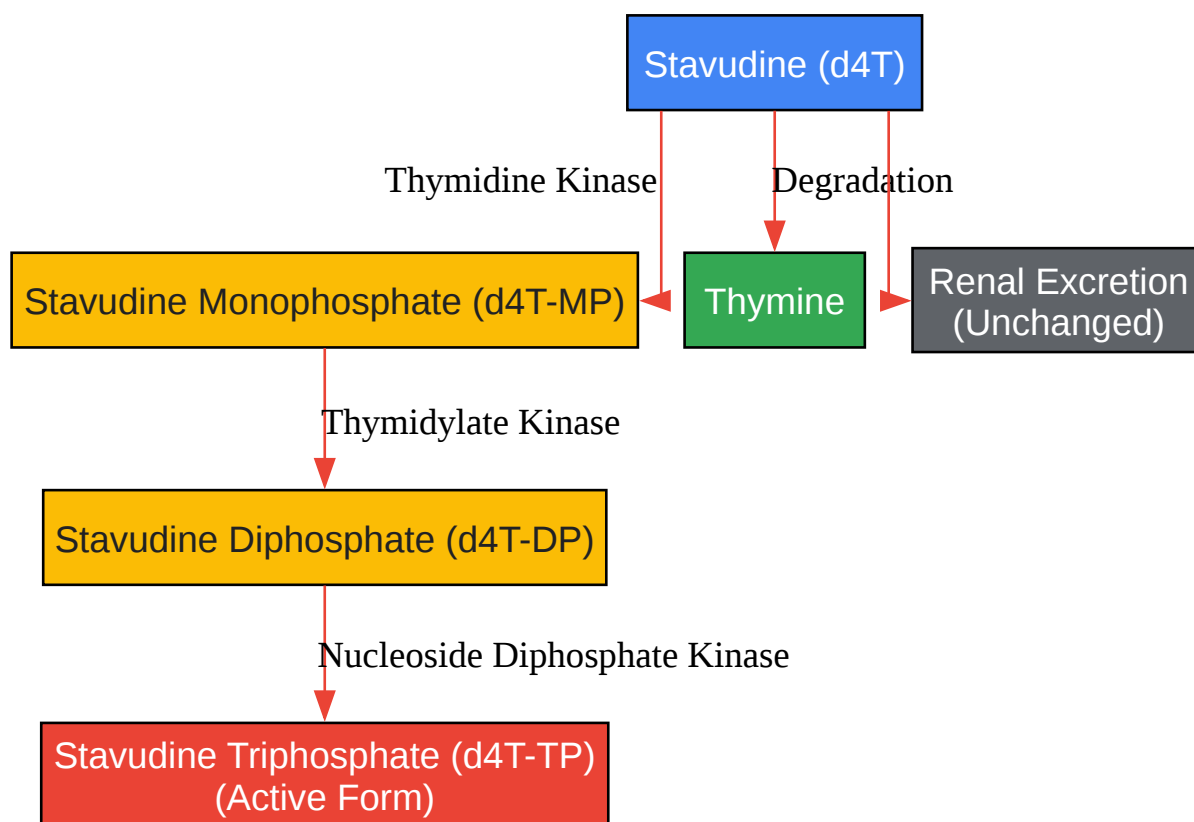 Stavudine (d4T)
Thymidine Kinase
Degradation
Stavudine Monophosphate (d4T-MP)
Thymine
Renal Excretion
(Unchanged)
Thymidylate Kinase
Stavudine Diphosphate (d4T-DP)
Nucleoside Diphosphate Kinase
Stavudine Triphosphate (d4T-TP)
(Active Form)